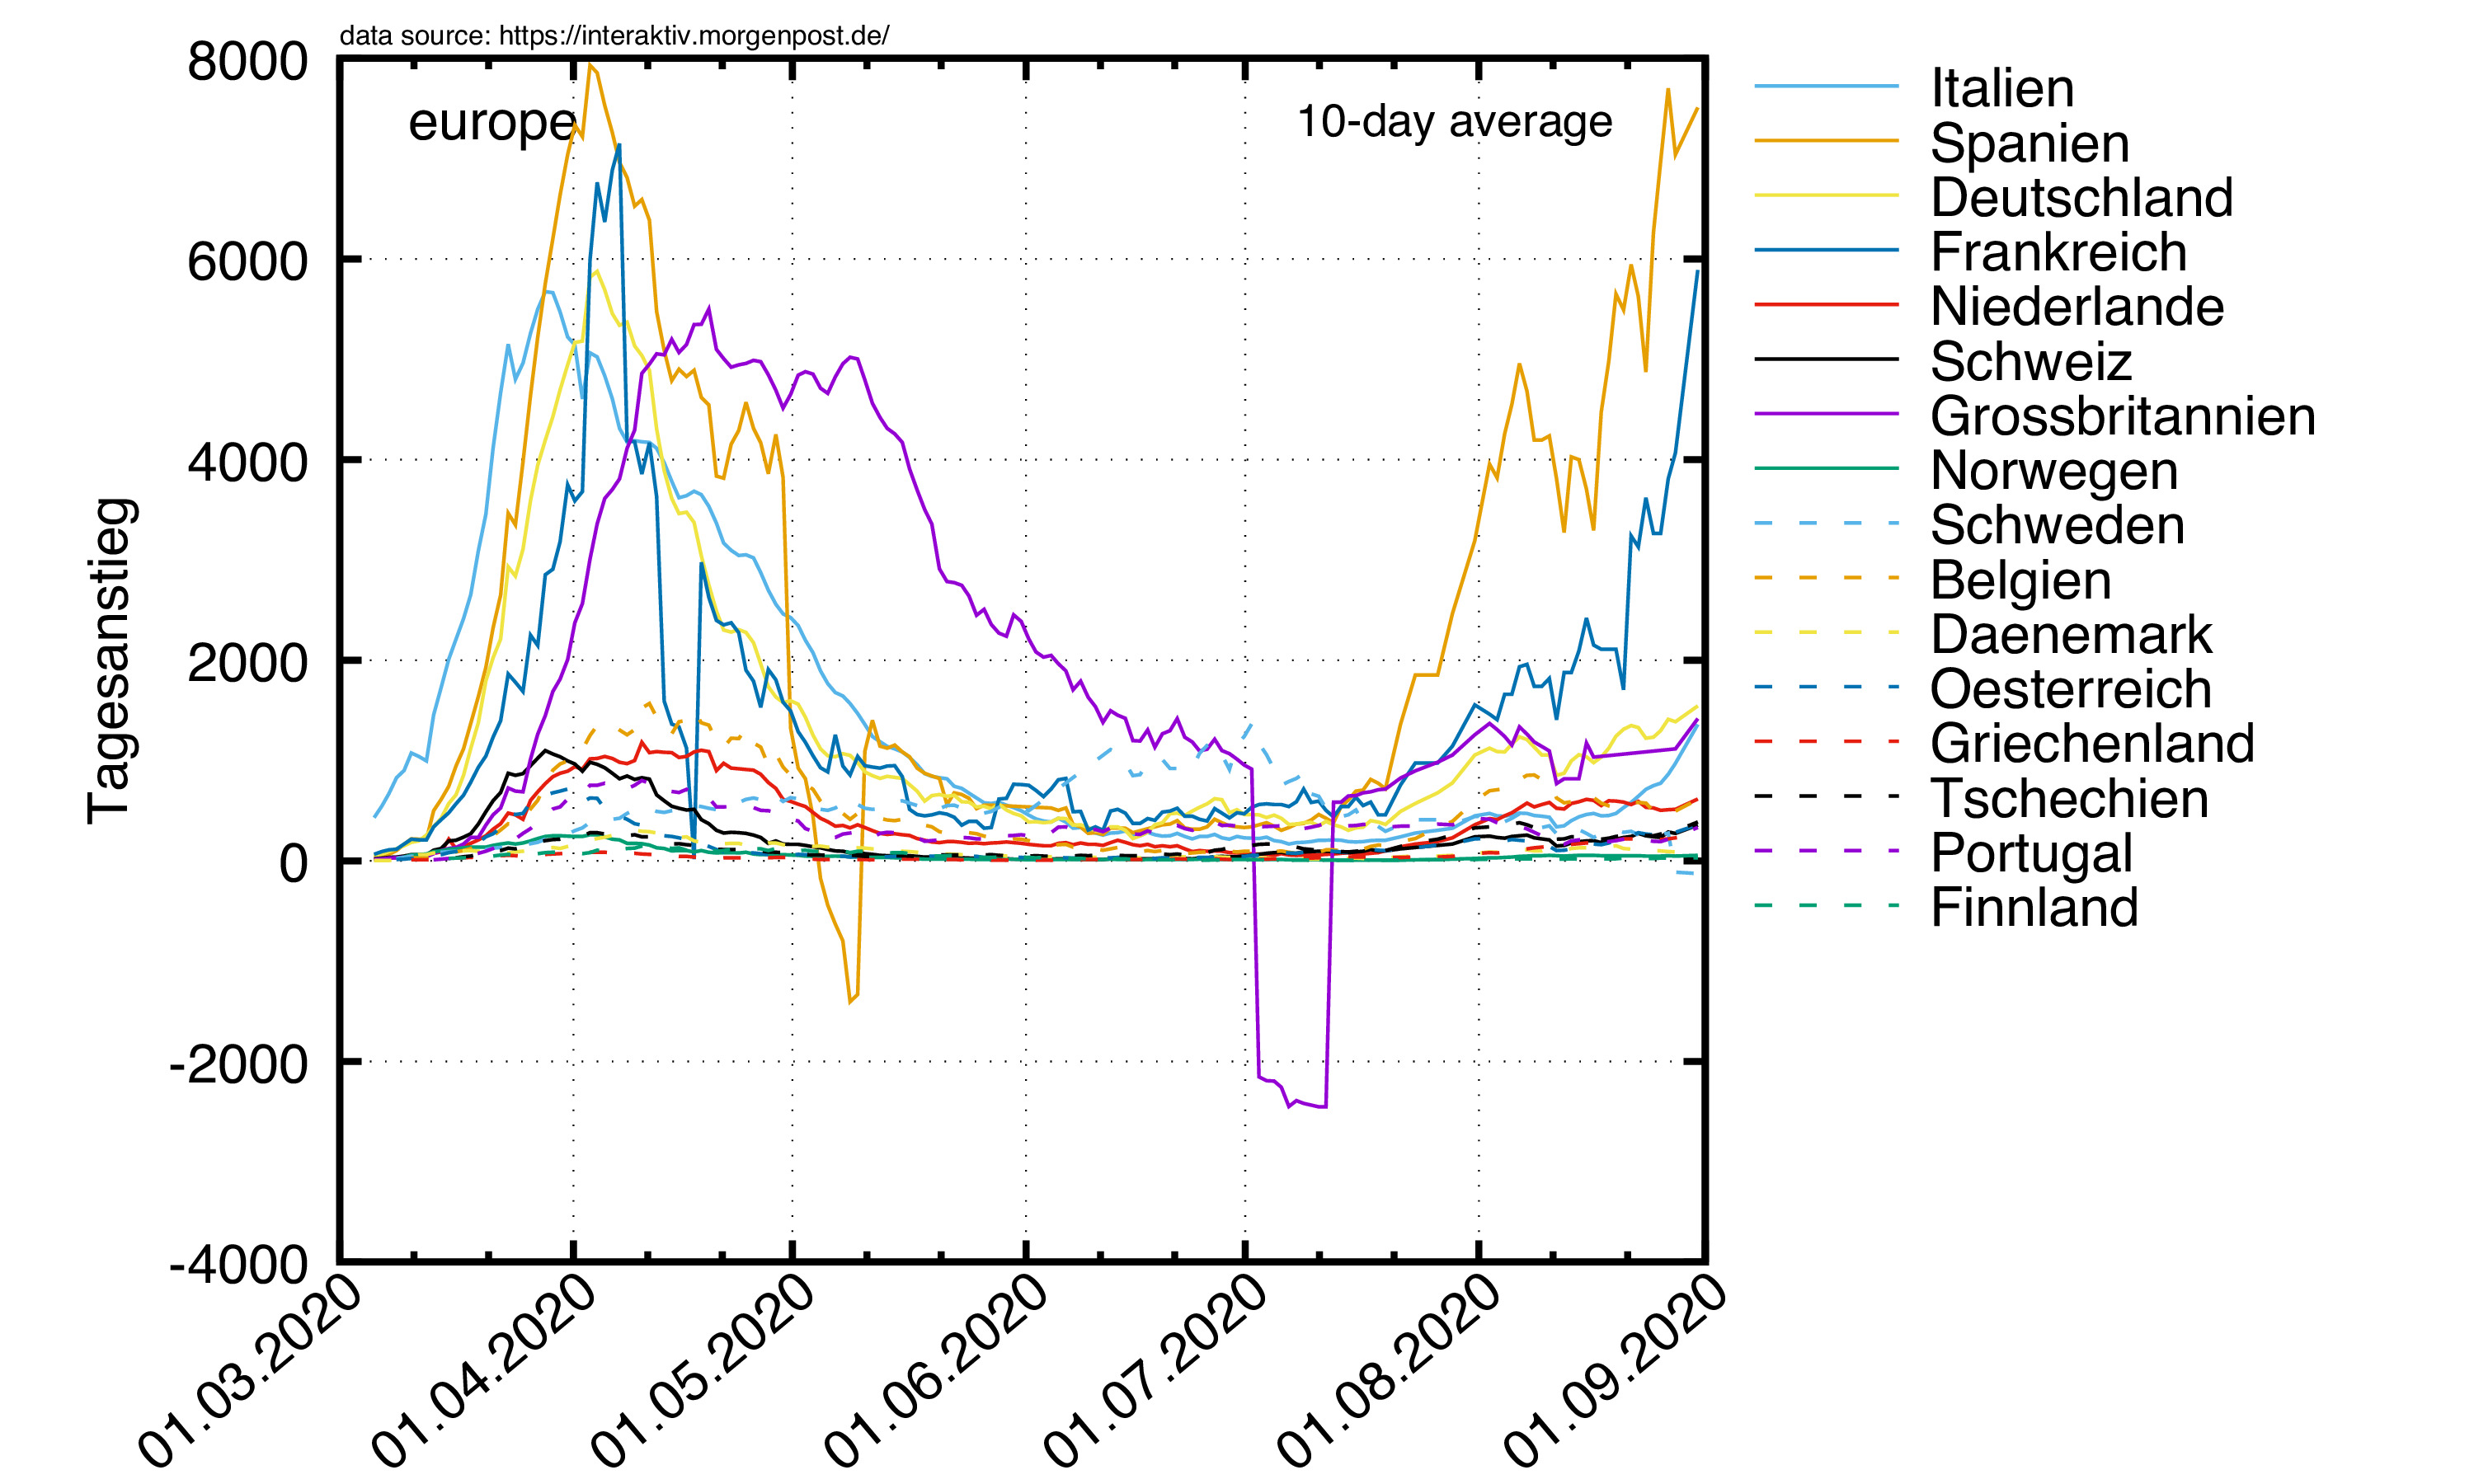 data source: https://interaktiv.morgenpost.de/
europe
10-day average
Tagesanstieg
8000
6000
4000
2000
0
-2000
-4000
01.03.2020
01.04.2020
01.05.2020
01.06.2020
01.07.2020
01.08.2020
01.09.2020
Italien
Spanien
Deutschland
Frankreich
Niederlande
Schweiz
Grossbritannien
Norwegen
Schweden
Belgien
Daenemark
Oesterreich
Griechenland
Tschechien
Portugal
Finnland